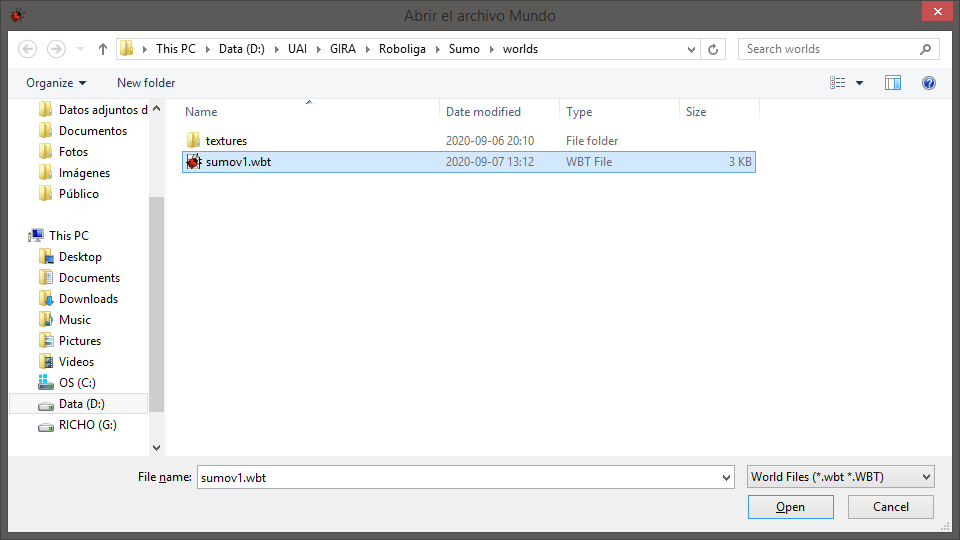 Abrir el archivo Mundo
This PC Data (D:) UAI GIRA Roboliga Sumo worlds
Search worlds
Organize New folder
Name Date modified Type Size
textures 2020-09-06 20:10 File folder
sumov1.wbt 2020-09-07 13:12 WBT File 3 KB
Datos adjuntos d
Documentos
Fotos
Imágenes
Público
This PC
Desktop
Documents
Downloads
Music
Pictures
Videos
OS (C:)
Data (D:)
RICHO (G:)
File name: sumov1.wbt World Files (*.wbt *.WBT)
Open Cancel